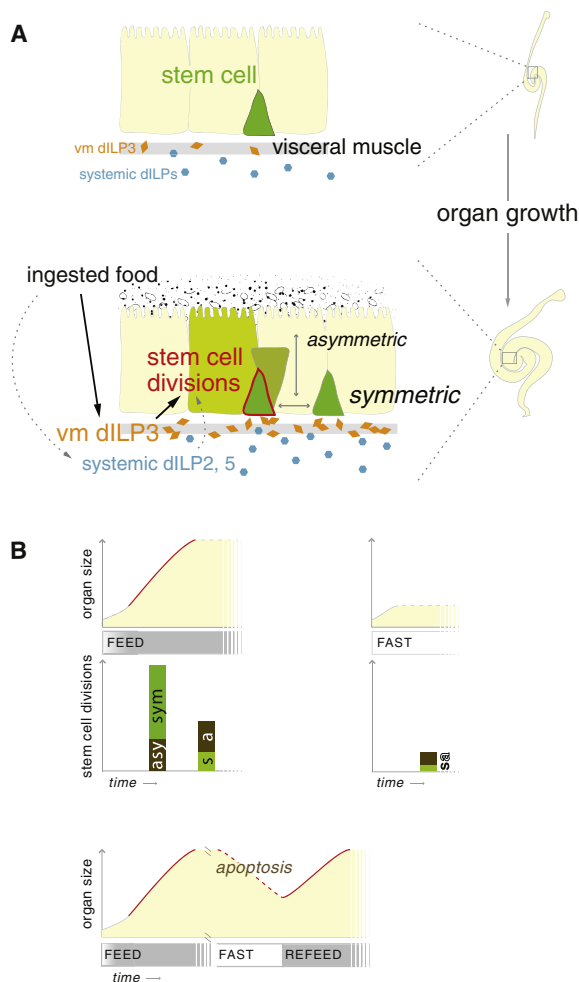 A
stem cell
vm dILP3
visceral muscle
systemic dILPs
organ growth
ingested food
asymmetric
stem cell
divisions
symmetric
vm dILP3
systemic dILP2, 5
B
organ size
FEED
organ size
FAST
stem cell divisions
asy sym
s a
s a
time
time
organ size
apoptosis
FEED
FAST
REFEED
time